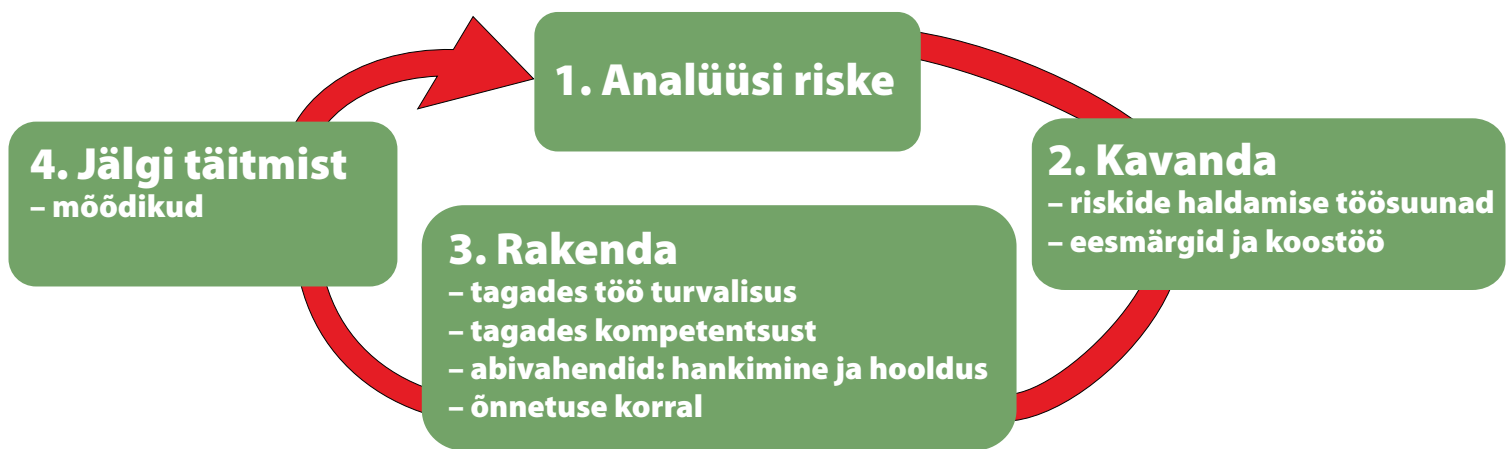 1. Analüüsi riske
2. Kavanda
– riskide haldamise töösuunad
– eesmärgid ja koostöö
3. Rakenda
– tagades töö turvalisus
– tagades kompetentsust
– abivahendid: hankimine ja hooldus
– õnnetuse korral
4. Jälgi täitmist
– mõõdikud